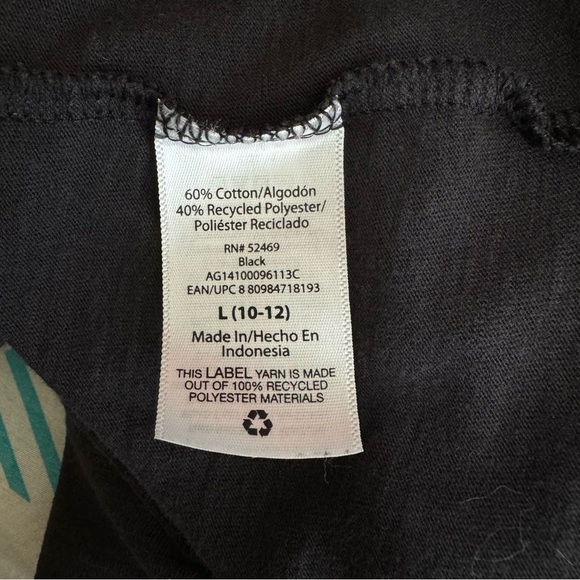 60% Cotton/Algodón
40% Recycled Polyester/
Poliéster Reciclado
RN# 52469
Black
AG14100096113C
EAN/UPC 8 80984718193
L (10-12)
Made In/Hecho En
Indonesia
THIS LABEL YARN IS MADE
OUT OF 100% RECYCLED
POLYESTER MATERIALS